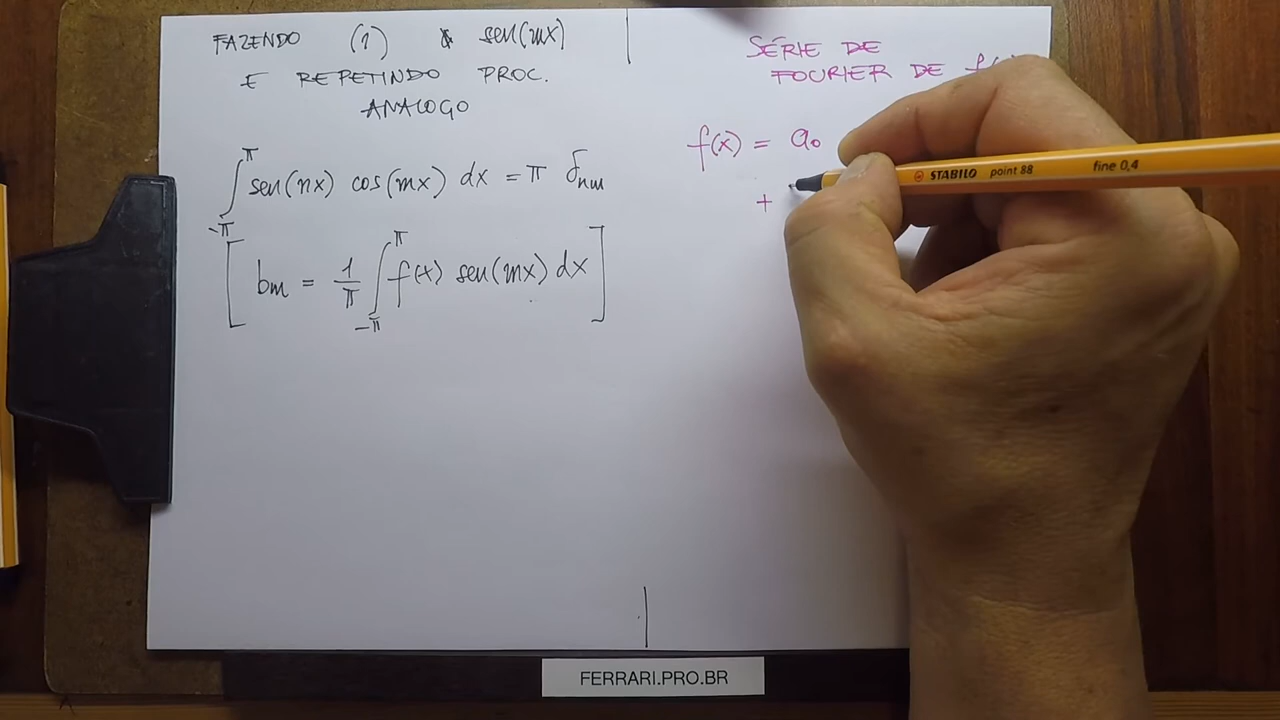 FAZENDO (1) & sen(mx)
E REPETINDO PROC.
ANALOGO
∫_{-π}^{π} sen(nx) cos(mx) dx = π δ_{nm}
[ b_m = 1/π ∫_{-π}^{π} f(x) sen(mx) dx ]
SÉRIE DE
FOURIER DE
f(x) = a₀
+
STABILO point 88 fine 0,4
FERRARI.PRO.BR